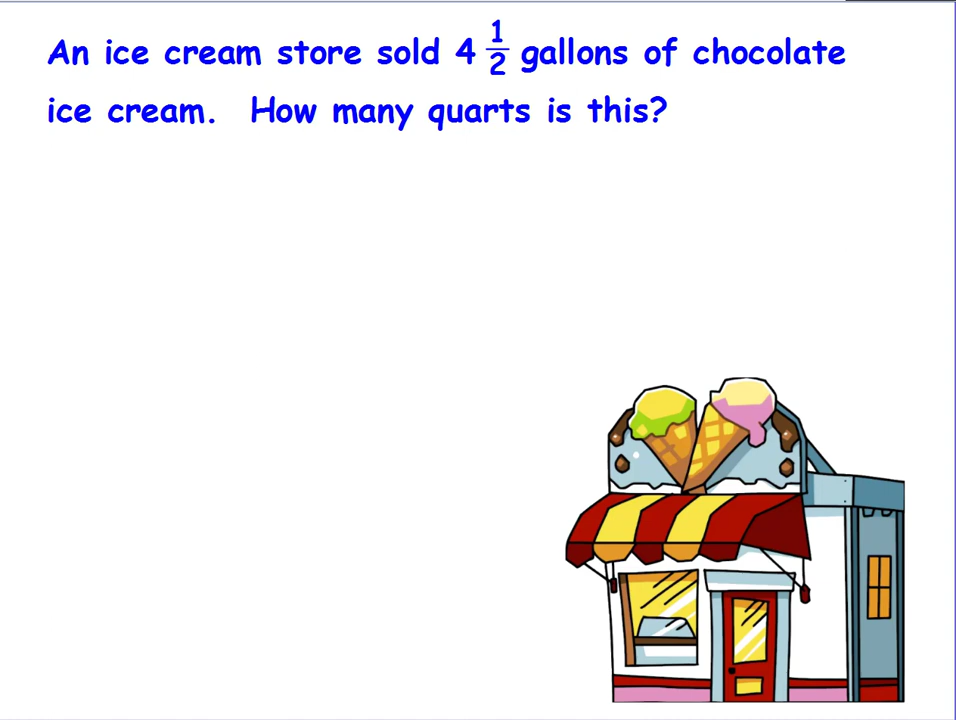 An ice cream store sold 4 1/2 gallons of chocolate
ice cream. How many quarts is this?